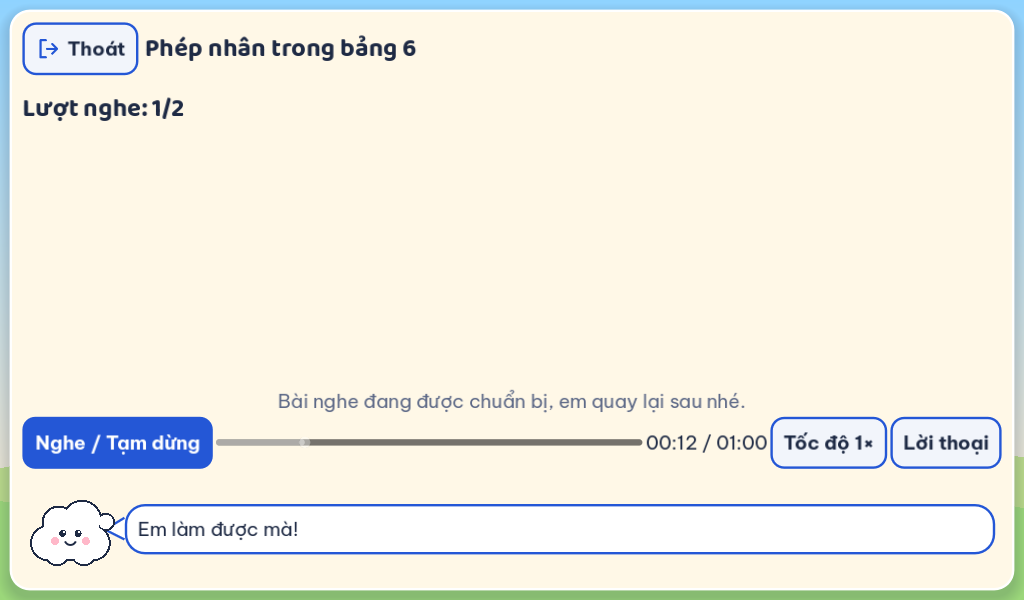 Thoát Phép nhân trong bảng 6
Lượt nghe: 1/2
Bài nghe đang được chuẩn bị, em quay lại sau nhé.
Nghe / Tạm dừng 00:12 / 01:00 Tốc độ 1× Lời thoại
Em làm được mà!